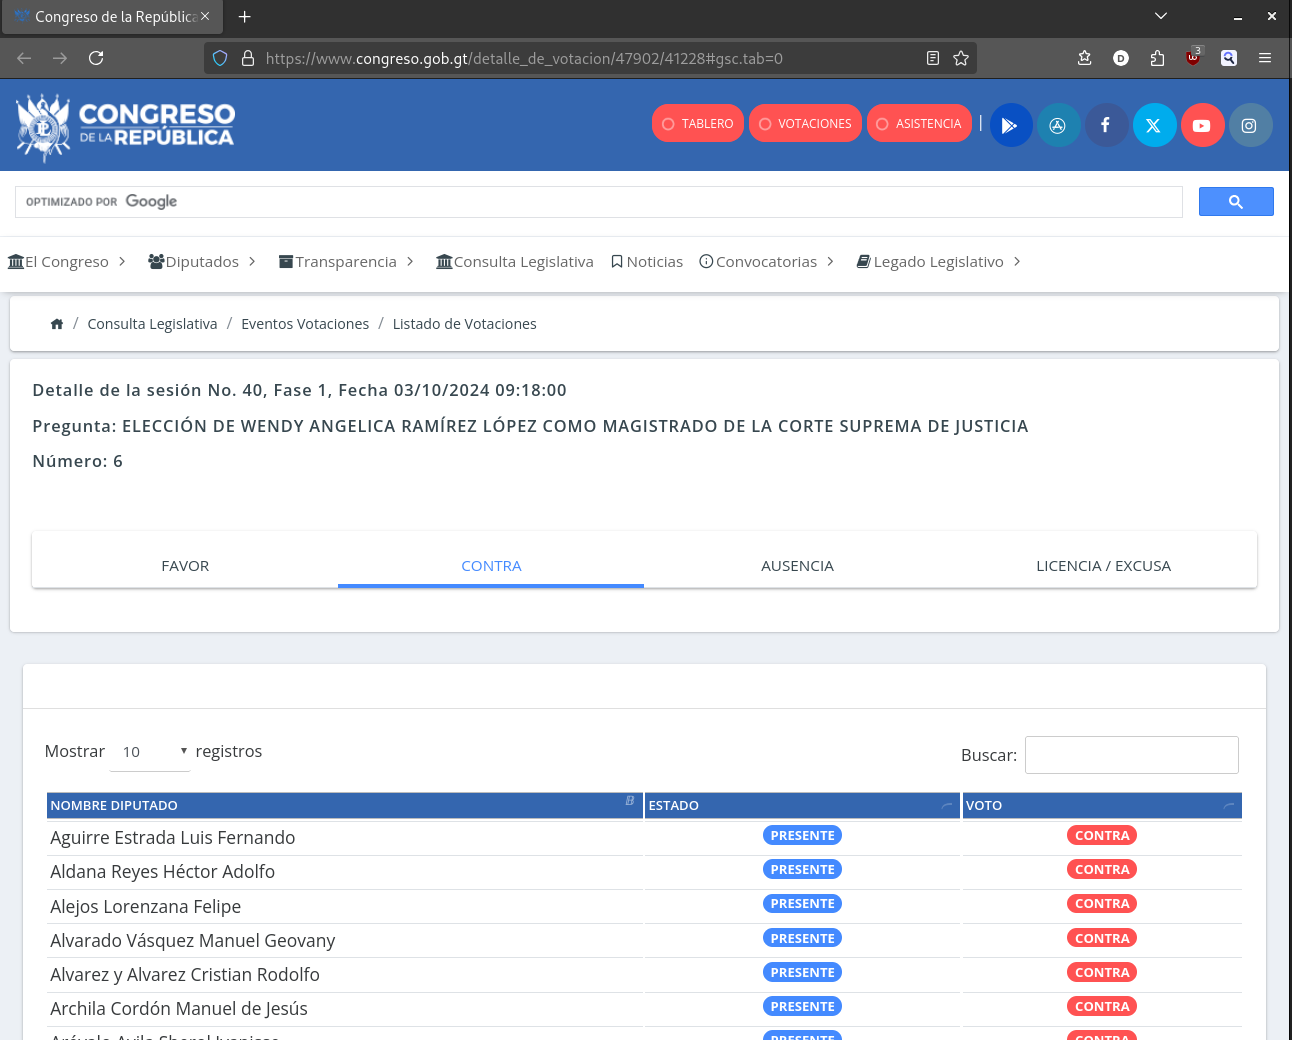 Congreso de la República
https://www.congreso.gob.gt/detalle_de_votacion/47902/41228#gsc.tab=0
3
CONGRESO
DE LA REPÚBLICA
TABLERO
VOTACIONES
ASISTENCIA
OPTIMIZADO POR Google
El Congreso
Diputados
Transparencia
Consulta Legislativa
Noticias
Convocatorias
Legado Legislativo
/ Consulta Legislativa / Eventos Votaciones / Listado de Votaciones
Detalle de la sesión No. 40, Fase 1, Fecha 03/10/2024 09:18:00
Pregunta: ELECCIÓN DE WENDY ANGELICA RAMÍREZ LÓPEZ COMO MAGISTRADO DE LA CORTE SUPREMA DE JUSTICIA
Número: 6
FAVOR
CONTRA
AUSENCIA
LICENCIA / EXCUSA
Mostrar 10 registros
Buscar:
NOMBRE DIPUTADO ESTADO VOTO
Aguirre Estrada Luis Fernando PRESENTE CONTRA
Aldana Reyes Héctor Adolfo PRESENTE CONTRA
Alejos Lorenzana Felipe PRESENTE CONTRA
Alvarado Vásquez Manuel Geovany PRESENTE CONTRA
Alvarez y Alvarez Cristian Rodolfo PRESENTE CONTRA
Archila Cordón Manuel de Jesús PRESENTE CONTRA
PRESENTE CONTRA